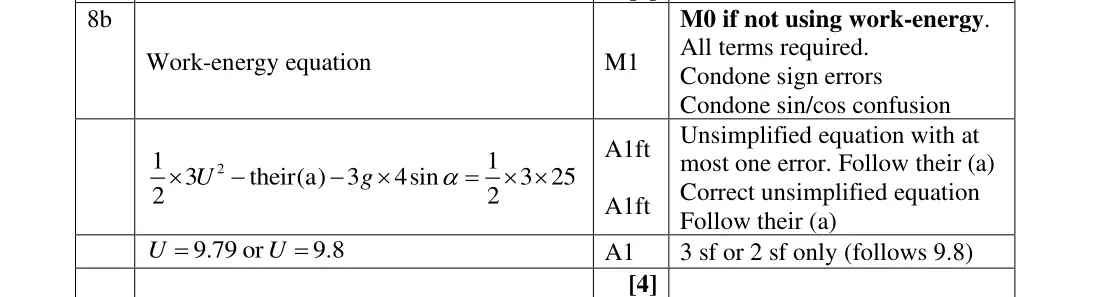 8b
Work-energy equation
M1
M0 if not using work-energy.
All terms required.
Condone sign errors
Condone sin/cos confusion
1/2 × 3U² − their(a) − 3g × 4 sin α = 1/2 × 3 × 25
A1ft
Unsimplified equation with at
most one error. Follow their (a)
A1ft
Correct unsimplified equation
Follow their (a)
U = 9.79 or U = 9.8
A1
3 sf or 2 sf only (follows 9.8)
[4]